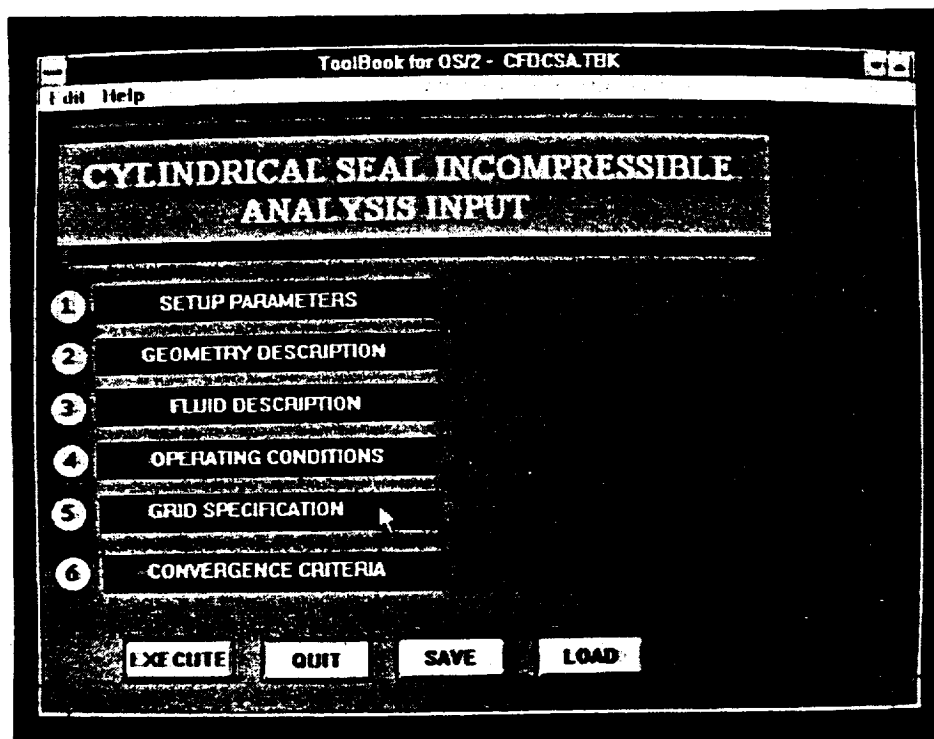 ToolBook for OS/2 - CFDCSA.TBK
Edit Help
CYLINDRICAL SEAL INCOMPRESSIBLE
ANALYSIS INPUT
1 SETUP PARAMETERS
2 GEOMETRY DESCRIPTION
3 FLUID DESCRIPTION
4 OPERATING CONDITIONS
5 GRID SPECIFICATION
6 CONVERGENCE CRITERIA
EXECUTE QUIT SAVE LOAD